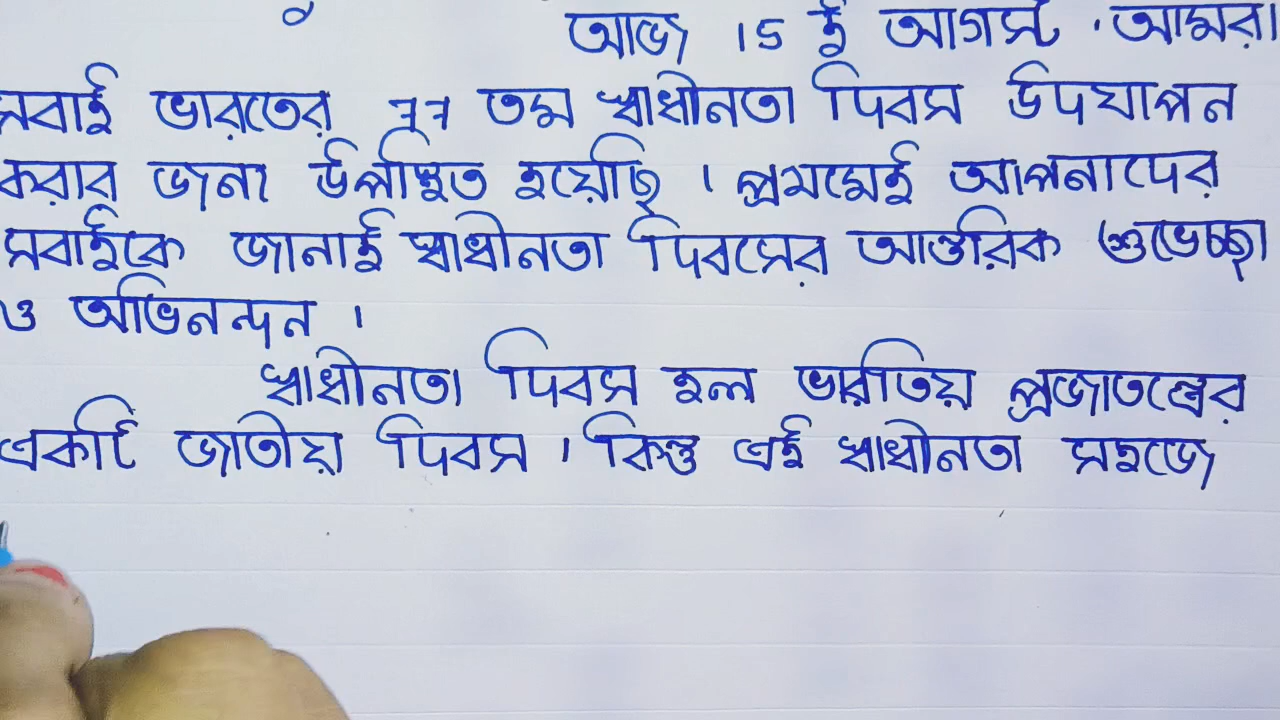 আজ 15 ই আগস্ট । আমরা
সবাই ভারতের 77 তম স্বাধীনতা দিবস উদযাপন
করার জন্য উপস্থিত হয়েছি । প্রথমেই আপনাদের
সবাইকে জানাই স্বাধীনতা দিবসের আন্তরিক শুভেচ্ছা
ও অভিনন্দন ।
স্বাধীনতা দিবস হল ভারতিয় প্রজাতন্ত্রের
একটি জাতীয় দিবস । কিন্তু এই স্বাধীনতা সহজে